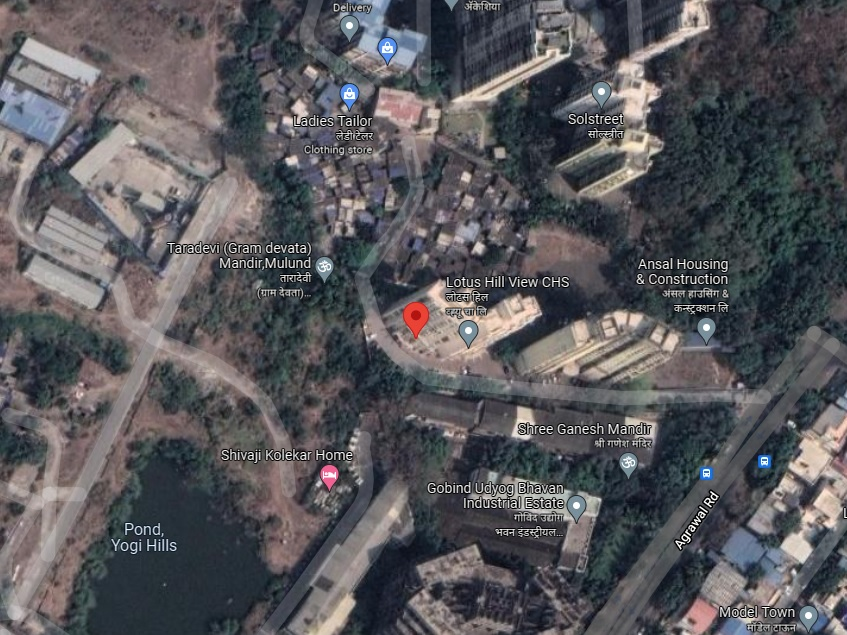 Delivery
ॲकेशिया
Ladies Tailor
लेडी टेलर
Clothing store
Solstreet
सोल्स्त्रीत
Taradevi (Gram devata)
Mandir,Mulund
तारादेवी
(ग्राम देवता)...
Lotus Hill View CHS
लोटस हिल
व्ह्यू चा लि
Ansal Housing
& Construction
अंसल हाउसिंग &
कन्स्ट्रक्शन लि
Shree Ganesh Mandir
श्री गणेश मंदिर
Shivaji Kolekar Home
Gobind Udyog Bhavan
Industrial Estate
गोविंद उद्योग
भवन इंडस्ट्रीयल...
Agrawal Rd
Pond,
Yogi Hills
Model Town
मॉडेल टाऊन